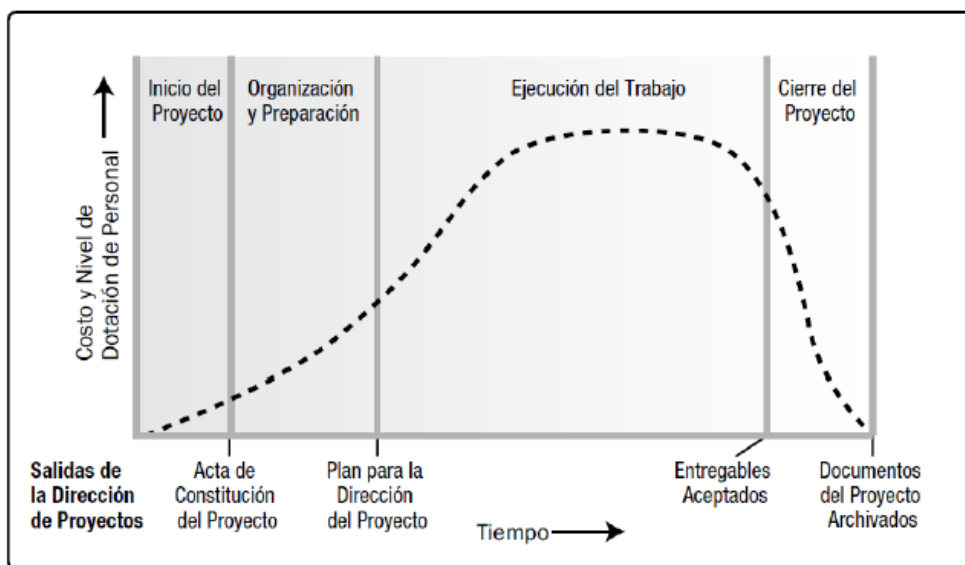 Inicio del
Proyecto
Organización
y Preparación
Ejecución del Trabajo
Cierre del
Proyecto
Costo y Nivel de
Dotación de Personal
Salidas de
la Dirección
de Proyectos
Acta de
Constitución
del Proyecto
Plan para la
Dirección
del Proyecto
Entregables
Aceptados
Documentos
del Proyecto
Archivados
Tiempo